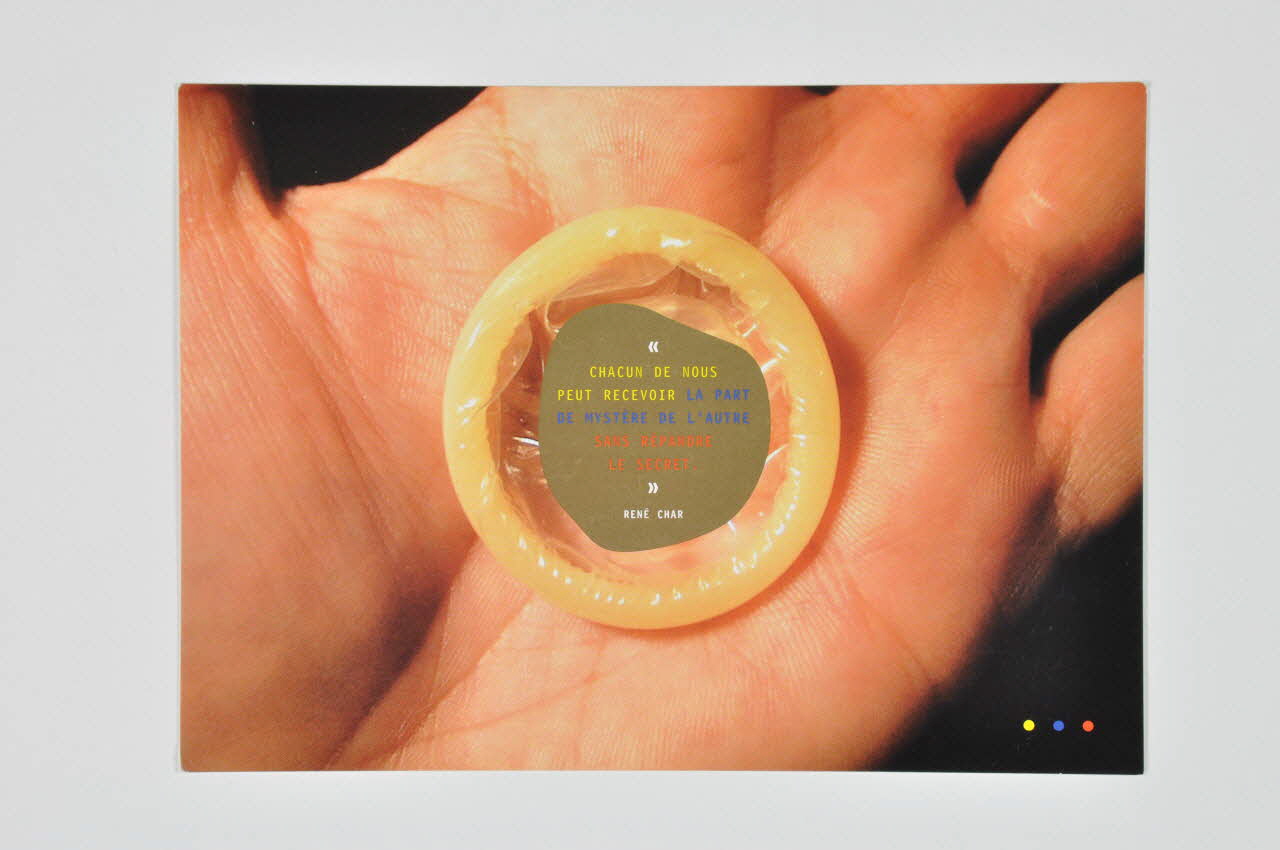 «
CHACUN DE NOUS
PEUT RECEVOIR LA PART
DE MYSTÈRE DE L'AUTRE
SANS RÉPANDRE
LE SECRET.
»
RENÉ CHAR